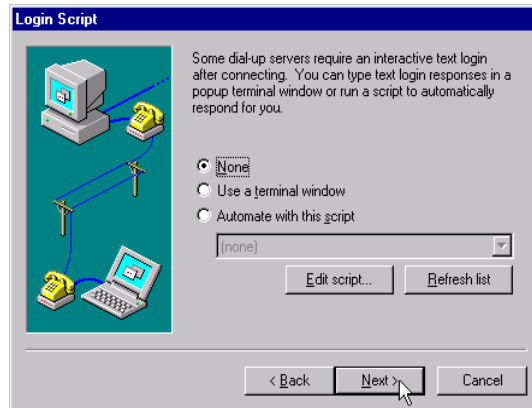 Login Script
Some dial-up servers require an interactive text login
after connecting.  You can type text login responses in a
popup terminal window or run a script to automatically
respond for you.
None
Use a terminal window
Automate with this script
(none)
Edit script...
Refresh list
< Back
Next >
Cancel